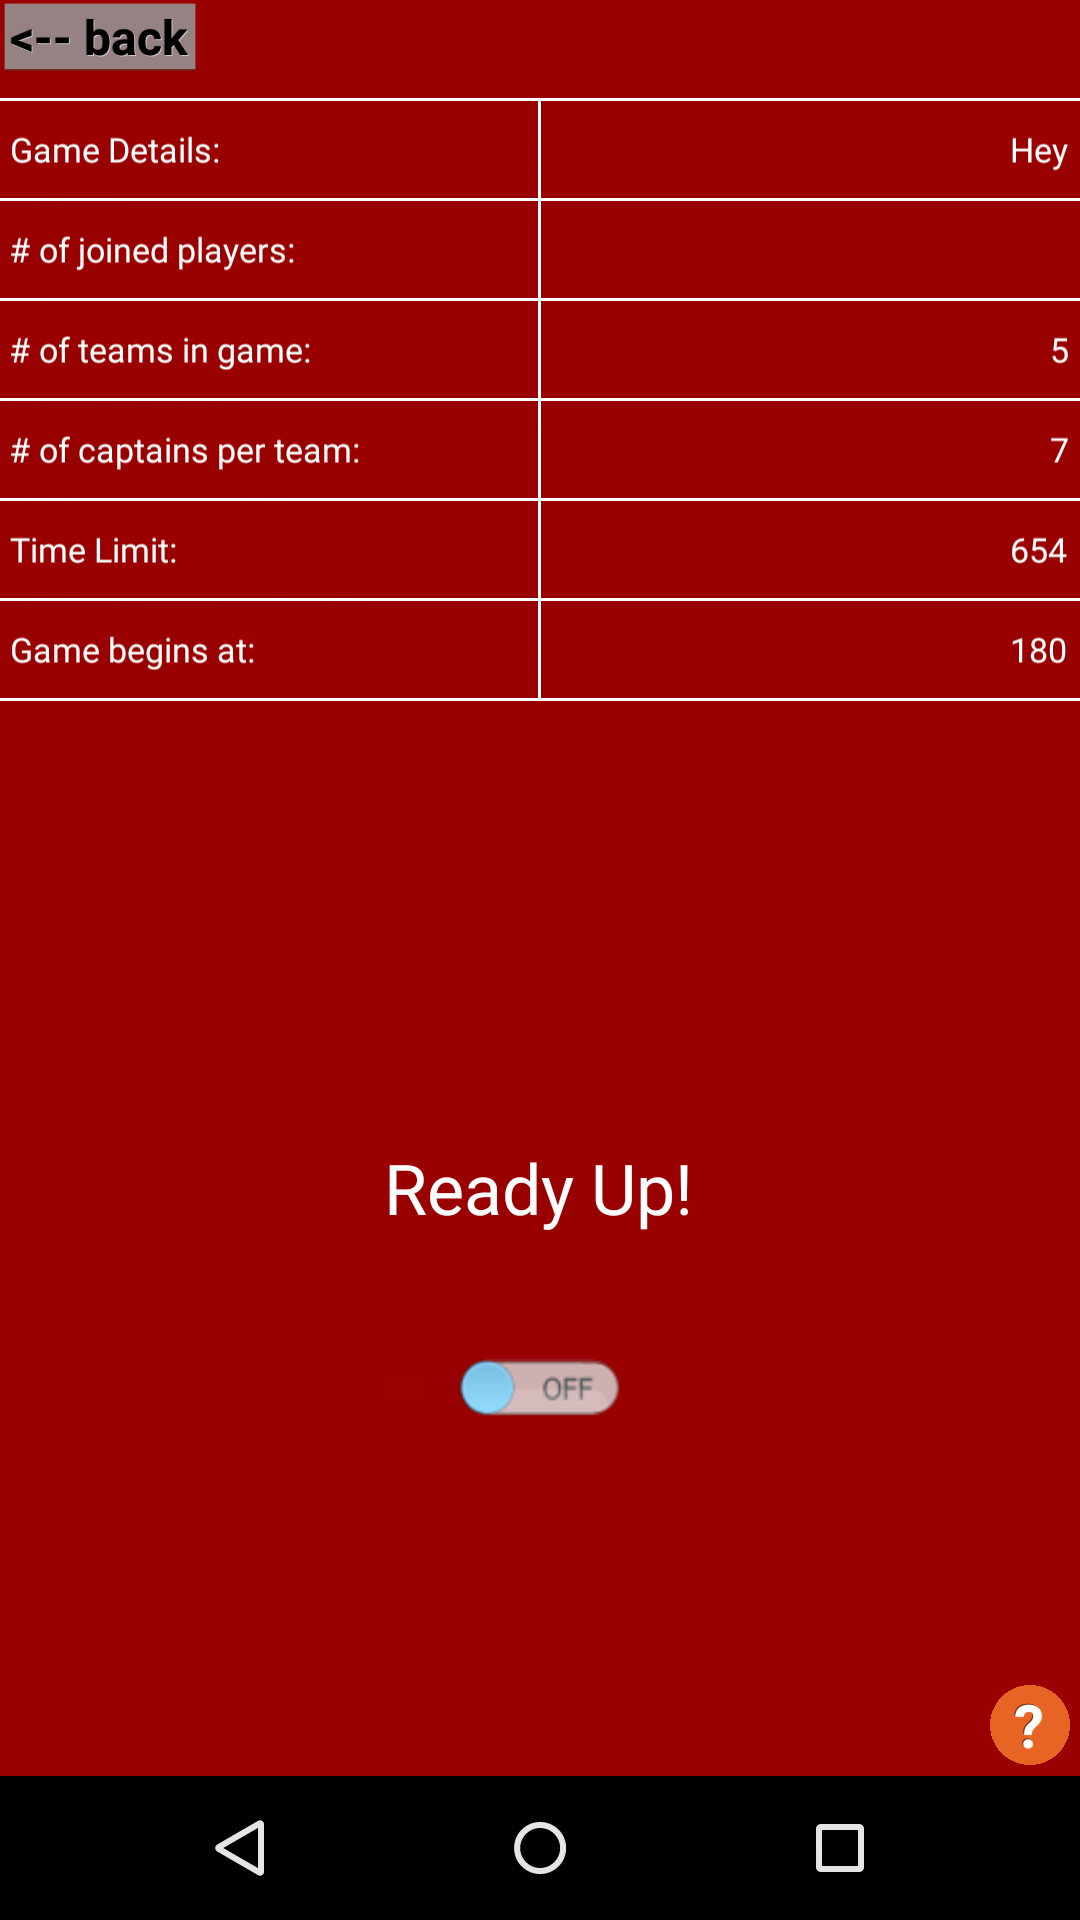 <-- back
Game Details: Hey
# of joined players:
# of teams in game: 5
# of captains per team: 7
Time Limit: 654
Game begins at: 180
Ready Up!
OFF
?